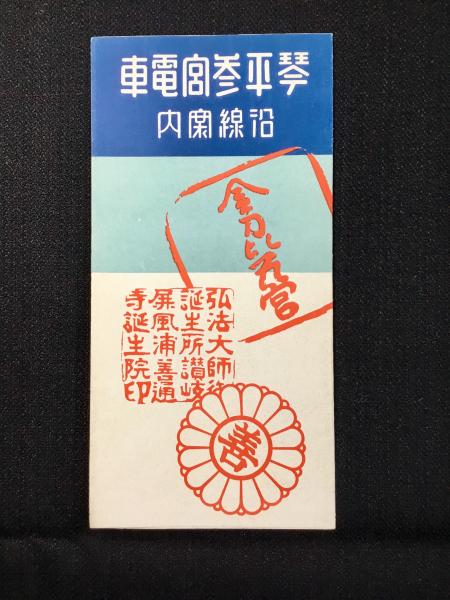 琴平参宮電車
沿線案内
金刀比羅宮
弘法大師御
誕生所讃岐
屏風浦善通
寺誕生院印
善